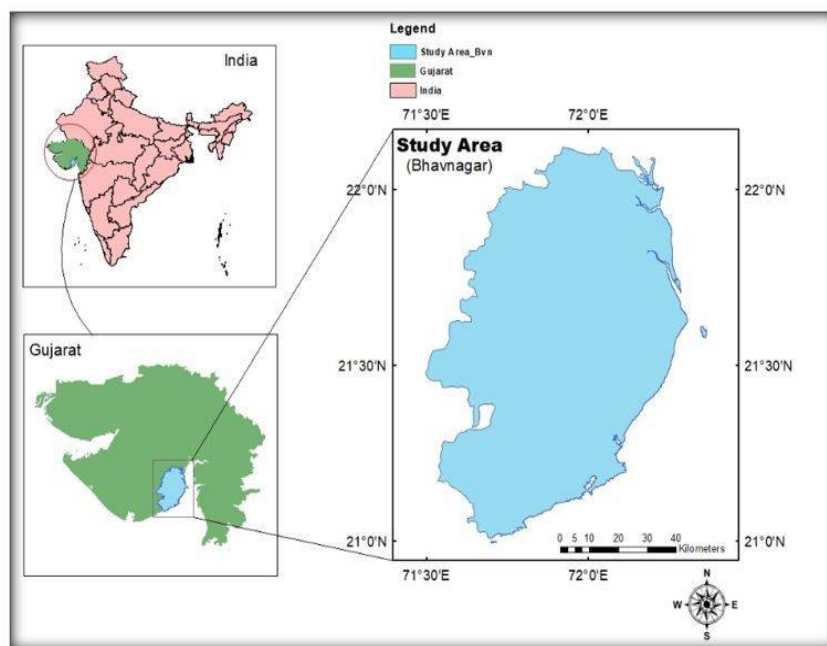 Legend
Study Area_Bvn
Gujarat
India
India
Gujarat
71°30'E 72°0'E
Study Area
(Bhavnagar)
22°0'N 22°0'N
21°30'N 21°30'N
21°0'N 21°0'N
0 5 10 20 30 40
Kilometers
71°30'E 72°0'E
N
W E
S